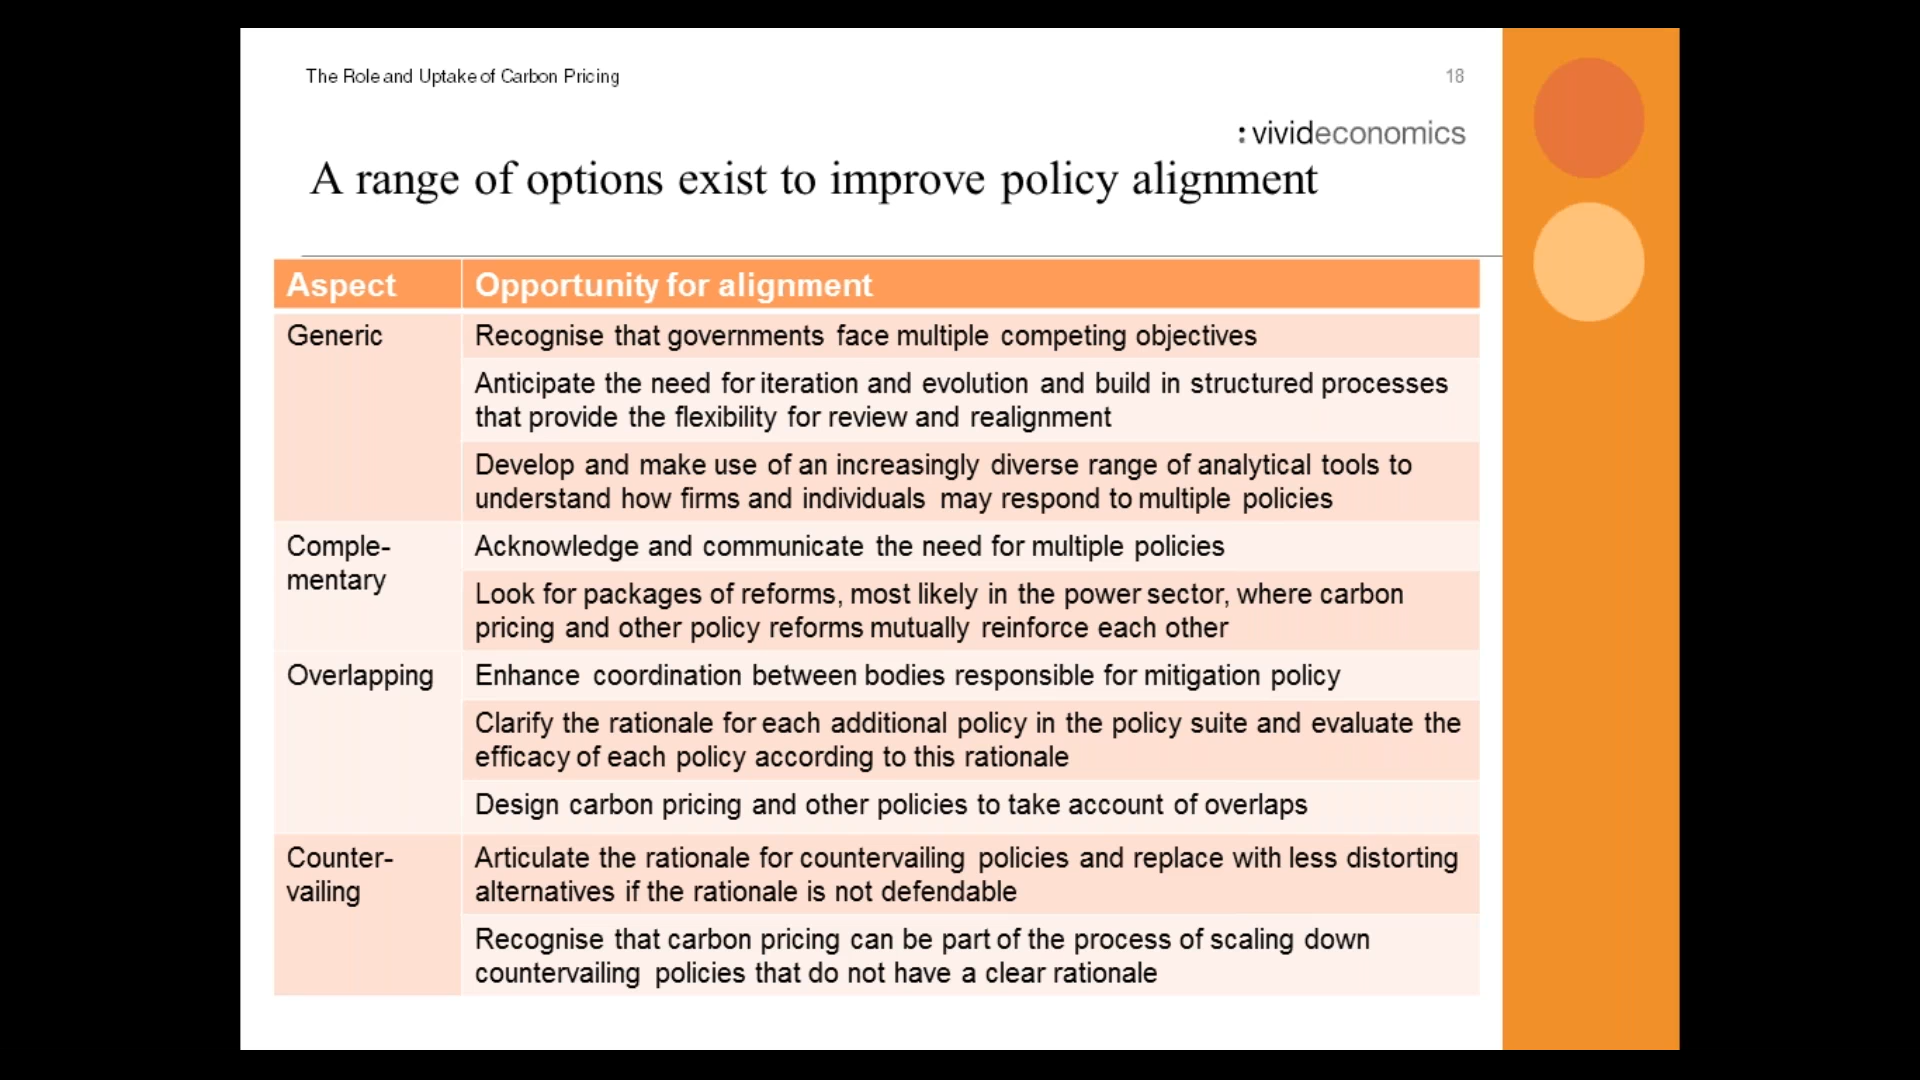 The Role and Uptake of Carbon Pricing
18
:vivideconomics
A range of options exist to improve policy alignment
Aspect
Opportunity for alignment
Generic
Recognise that governments face multiple competing objectives
Anticipate the need for iteration and evolution and build in structured processes
that provide the flexibility for review and realignment
Develop and make use of an increasingly diverse range of analytical tools to
understand how firms and individuals may respond to multiple policies
Comple-
mentary
Acknowledge and communicate the need for multiple policies
Look for packages of reforms, most likely in the power sector, where carbon
pricing and other policy reforms mutually reinforce each other
Overlapping
Enhance coordination between bodies responsible for mitigation policy
Clarify the rationale for each additional policy in the policy suite and evaluate the
efficacy of each policy according to this rationale
Design carbon pricing and other policies to take account of overlaps
Counter-
vailing
Articulate the rationale for countervailing policies and replace with less distorting
alternatives if the rationale is not defendable
Recognise that carbon pricing can be part of the process of scaling down
countervailing policies that do not have a clear rationale